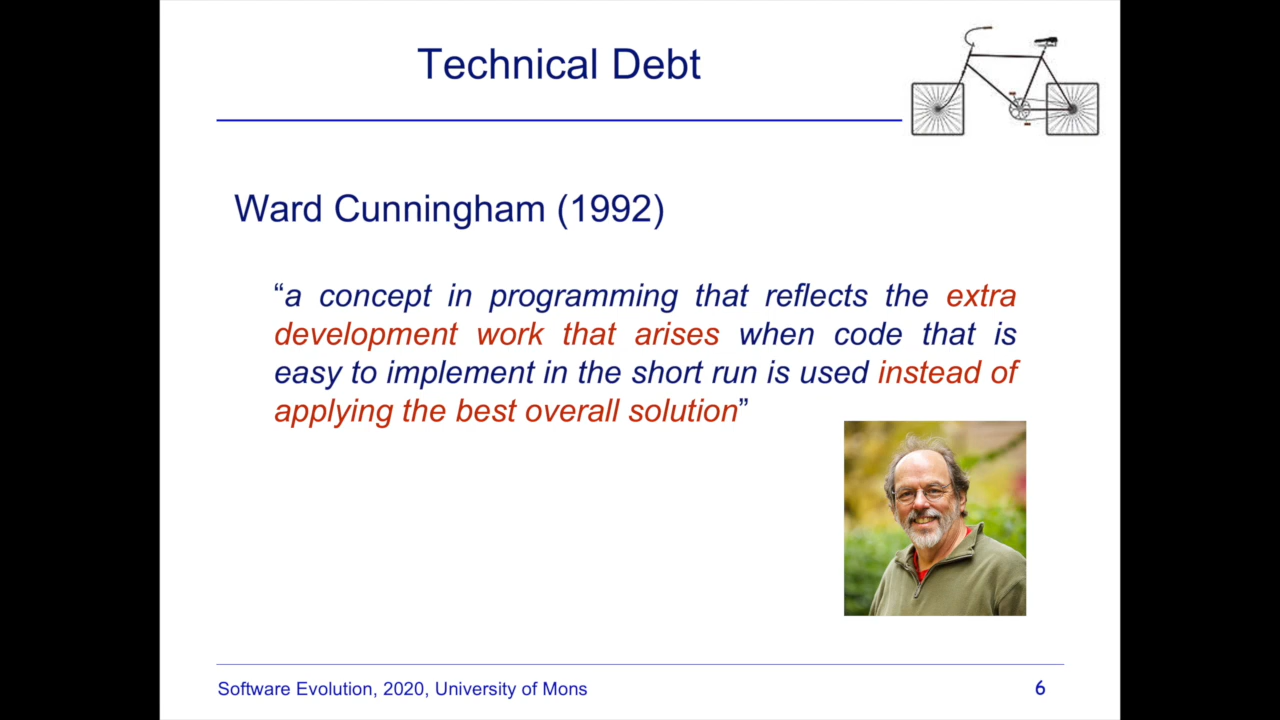 Technical Debt
Ward Cunningham (1992)
“a concept in programming that reflects the extra
development work that arises when code that is
easy to implement in the short run is used instead of
applying the best overall solution”
Software Evolution, 2020, University of Mons
6